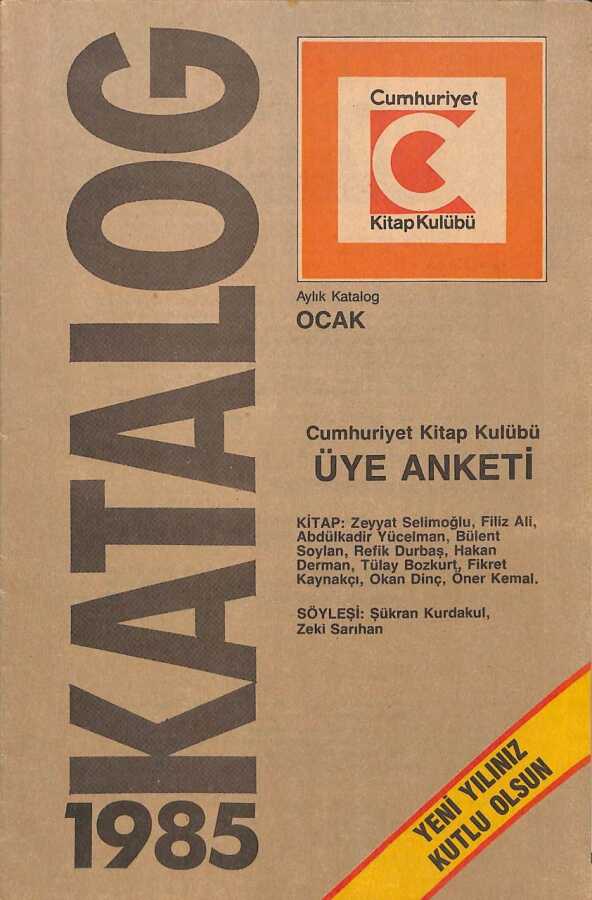 KATALOG
1985
Cumhuriyet
Kitap Kulübü
Aylık Katalog
OCAK
Cumhuriyet Kitap Kulübü
ÜYE ANKETİ
KİTAP: Zeyyat Selimoğlu, Filiz Ali,
Abdülkadir Yücelman, Bülent
Soylan, Refik Durbaş, Hakan
Derman, Tülay Bozkurt, Fikret
Kaynakçı, Okan Dinç, Öner Kemal.
SÖYLEŞİ: Şükran Kurdakul,
Zeki Sarıhan
YENİ YILINIZ
KUTLU OLSUN